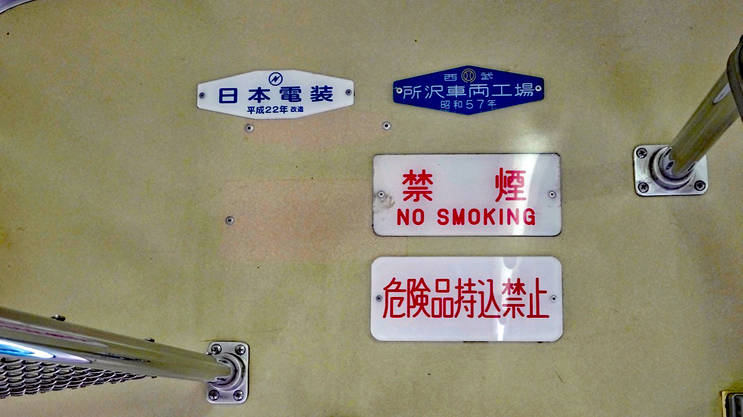 日本電装
平成22年 改造
西武
所沢車両工場
昭和57年
禁煙
NO SMOKING
危険品持込禁止